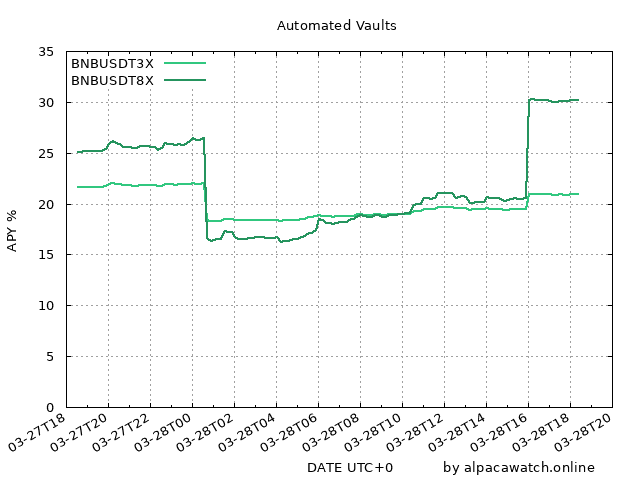 Automated Vaults
BNBUSDT3X
BNBUSDT8X
APY %
35
30
25
20
15
10
5
0
03-27T18
03-27T20
03-27T22
03-28T00
03-28T02
03-28T04
03-28T06
03-28T08
03-28T10
03-28T12
03-28T14
03-28T16
03-28T18
03-28T20
DATE UTC+0
by alpacawatch.online